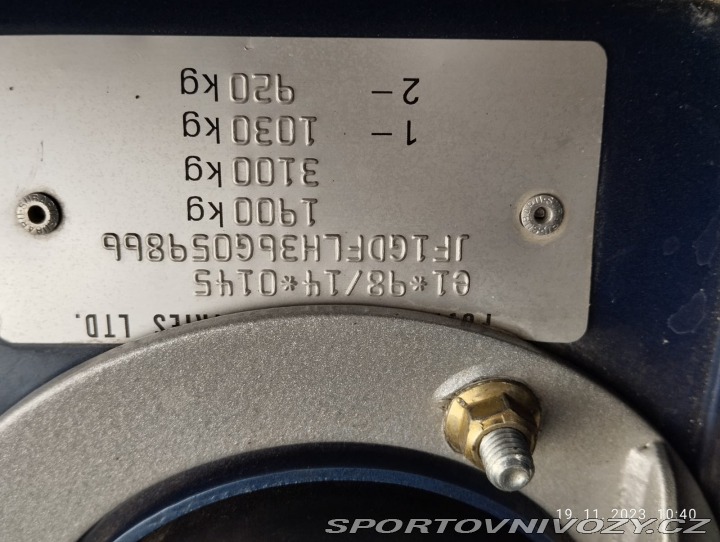 LTD.
e1*98/14*0145
JF1GDFLH36G059866
1900 kg
3100 kg
1 – 1030 kg
2 – 920 kg
19.11.2023 10:40
SPORTOVNIVOZY.CZ